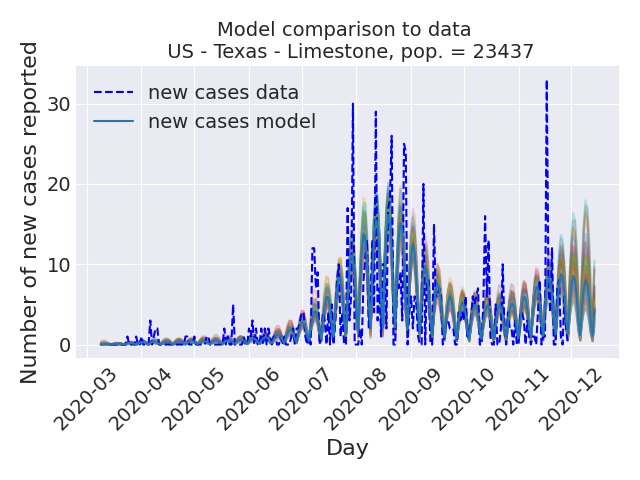 Model comparison to data
US - Texas - Limestone, pop. = 23437
Number of new cases reported
30
20
10
0
new cases data
new cases model
2020-03
2020-04
2020-05
2020-06
2020-07
2020-08
2020-09
2020-10
2020-11
2020-12
Day